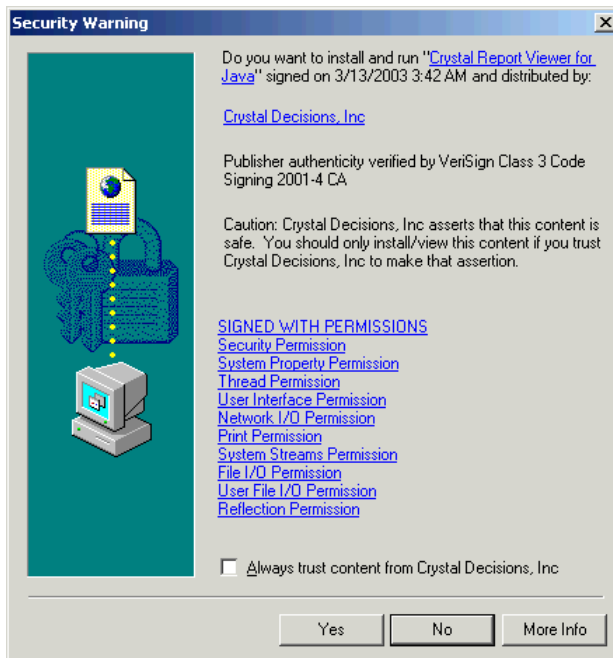 Security Warning
Do you want to install and run "Crystal Report Viewer for
Java" signed on 3/13/2003 3:42 AM and distributed by:
Crystal Decisions, Inc
Publisher authenticity verified by VeriSign Class 3 Code
Signing 2001-4 CA
Caution: Crystal Decisions, Inc asserts that this content is
safe. You should only install/view this content if you trust
Crystal Decisions, Inc to make that assertion.
SIGNED WITH PERMISSIONS
Security Permission
System Property Permission
Thread Permission
User Interface Permission
Network I/O Permission
Print Permission
System Streams Permission
File I/O Permission
User File I/O Permission
Reflection Permission
Always trust content from Crystal Decisions, Inc
Yes No More Info